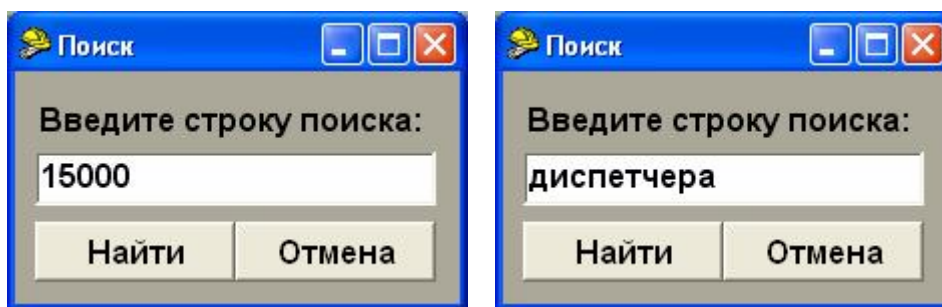 Поиск
Введите строку поиска:
15000
Найти Отмена
Поиск
Введите строку поиска:
диспетчера
Найти Отмена